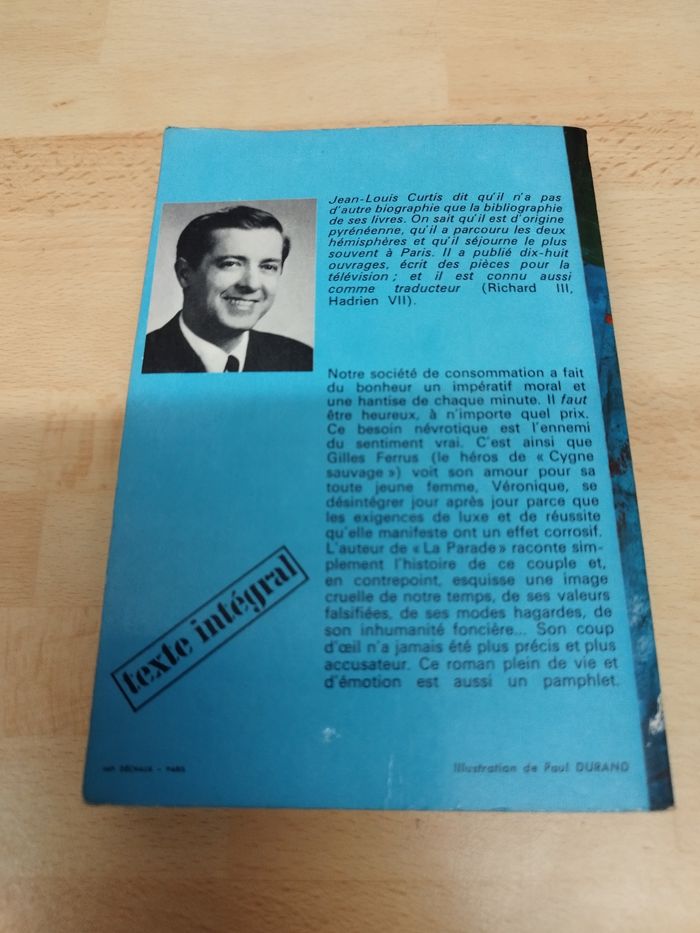 Jean-Louis Curtis dit qu'il n'a pas
d'autre biographie que la bibliographie
de ses livres. On sait qu'il est d'origine
pyrénéenne, qu'il a parcouru les deux
hémisphères et qu'il séjourne le plus
souvent à Paris. Il a publié dix-huit
ouvrages, écrit des pièces pour la
télévision ; et il est connu aussi
comme traducteur (Richard III,
Hadrien VII).
Notre société de consommation a fait
du bonheur un impératif moral et
une hantise de chaque minute. Il faut
être heureux, à n'importe quel prix.
Ce besoin névrotique est l'ennemi
du sentiment vrai. C'est ainsi que
Gilles Ferrus (le héros de « Cygne
sauvage ») voit son amour pour sa
toute jeune femme, Véronique, se
désintégrer jour après jour parce que
les exigences de luxe et de réussite
qu'elle manifeste ont un effet corrosif.
L'auteur de « La Parade » raconte sim-
plement l'histoire de ce couple et,
en contrepoint, esquisse une image
cruelle de notre temps, de ses valeurs
falsifiées, de ses modes hagardes, de
son inhumanité foncière... Son coup
d'œil n'a jamais été plus précis et plus
accusateur. Ce roman plein de vie et
d'émotion est aussi un pamphlet.
texte intégral
PARIS
Illustration de Paul DURAND